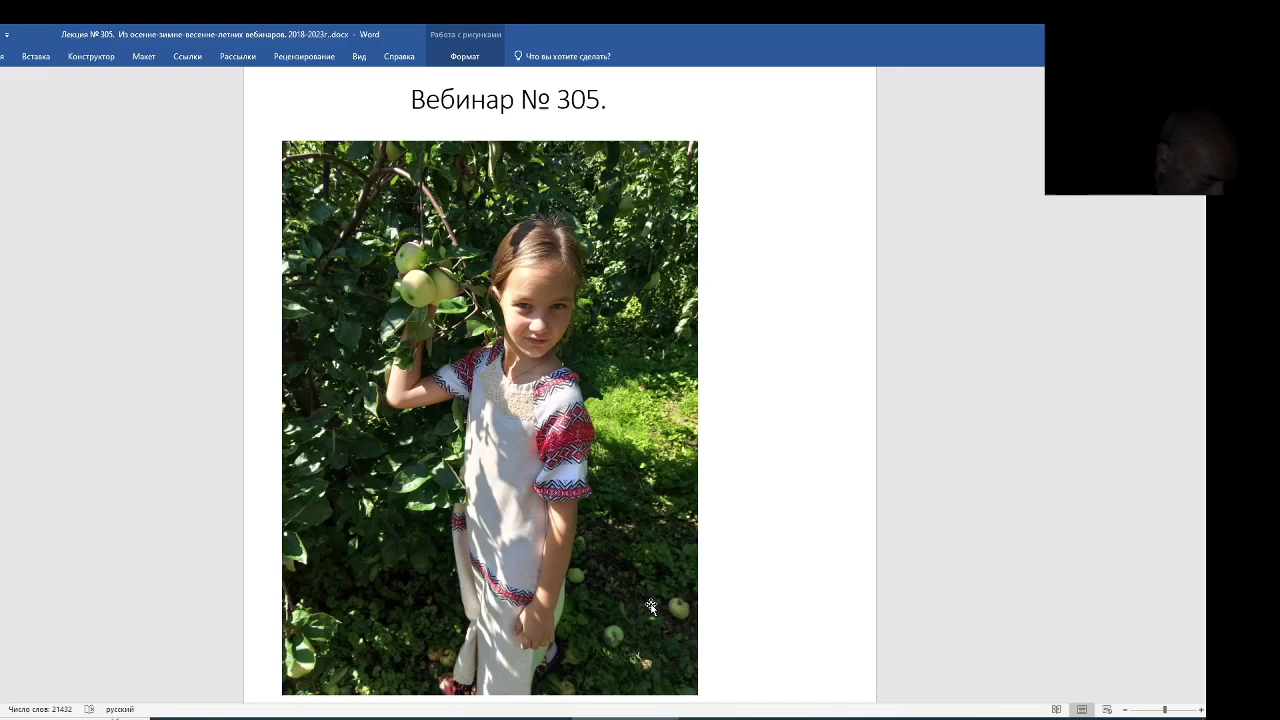 Лекция № 305.  Из осенне-зимне-весенне-летних вебинаров. 2018-2023г..docx - Word
Работа с рисунками
я Вставка Конструктор Макет Ссылки Рассылки Рецензирование Вид Справка Формат Что вы хотите сделать?
Вебинар № 305.
Число слов: 21432 русский